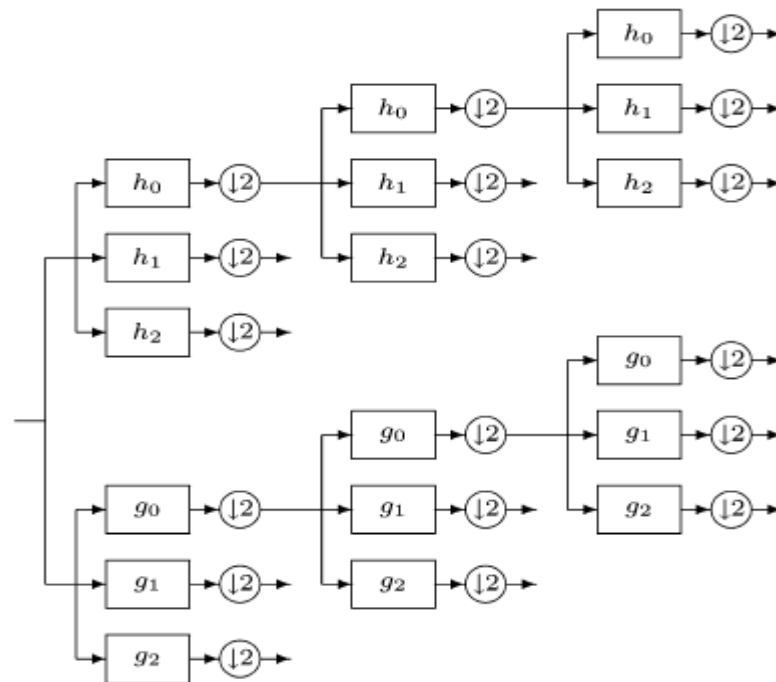 h₀ ↓2
h₀ ↓2 h₁ ↓2
h₀ ↓2 h₁ ↓2 h₂ ↓2
h₁ ↓2 h₂ ↓2
h₂ ↓2
g₀ ↓2
g₀ ↓2 g₁ ↓2
g₀ ↓2 g₁ ↓2 g₂ ↓2
g₁ ↓2 g₂ ↓2
g₂ ↓2